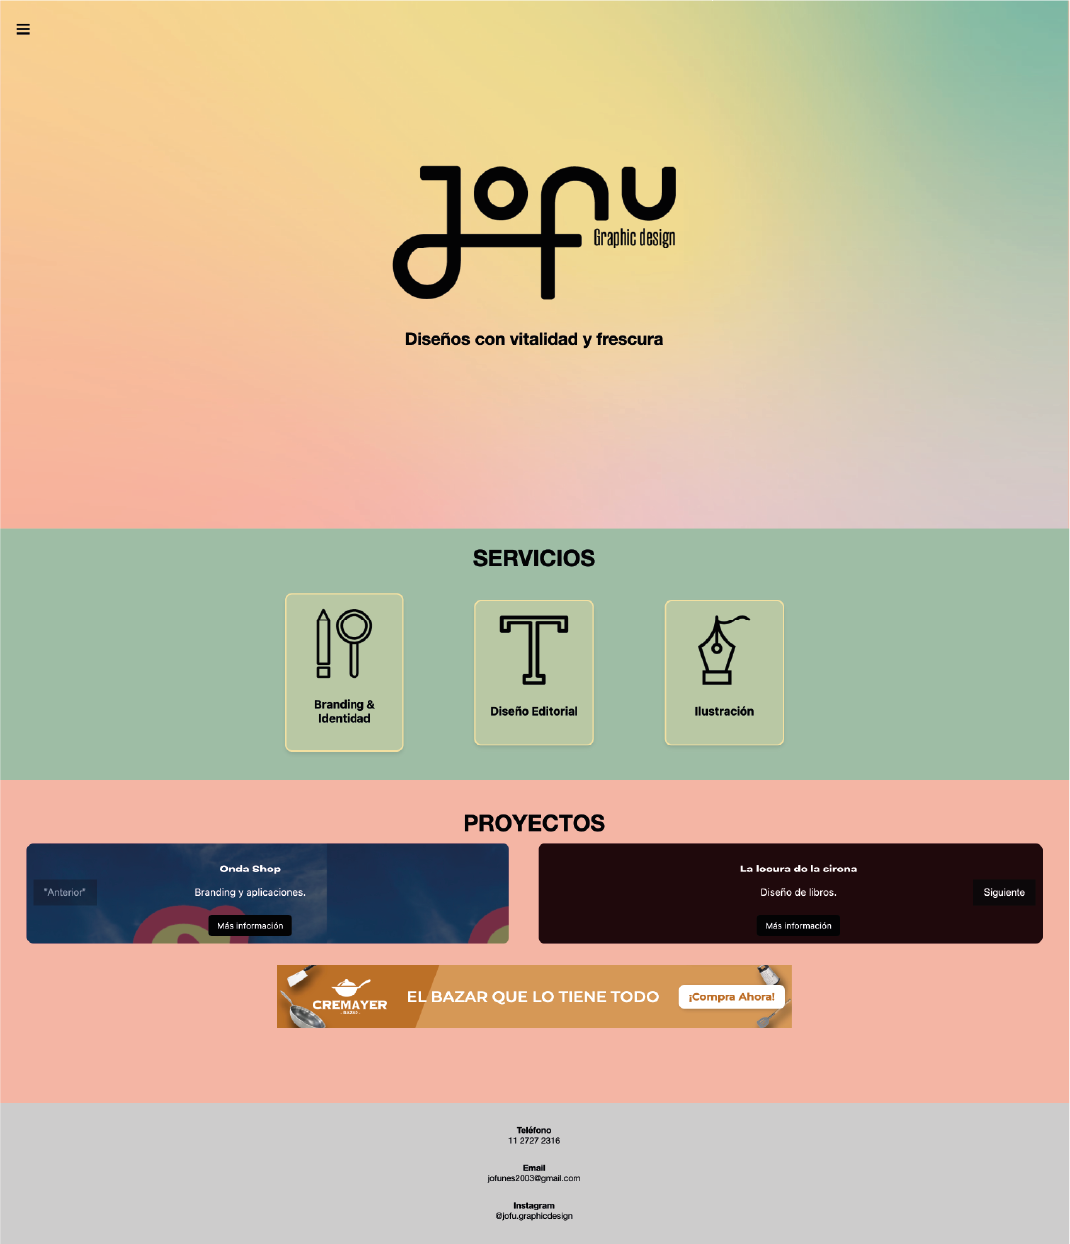 Jofu
Graphic design
Diseños con vitalidad y frescura
SERVICIOS
Branding &
Identidad
Diseño Editorial
Ilustración
PROYECTOS
Onda Shop
Branding y aplicaciones.
"Anterior"
Más información
La locura de la sirena
Diseño de libros.
Siguiente
Más información
CREMAYER
- BAZAR -
EL BAZAR QUE LO TIENE TODO
¡Compra Ahora!
Teléfono
11 2727 2316
Email
jofunes2003@gmail.com
Instagram
@jofu.graphicdesign